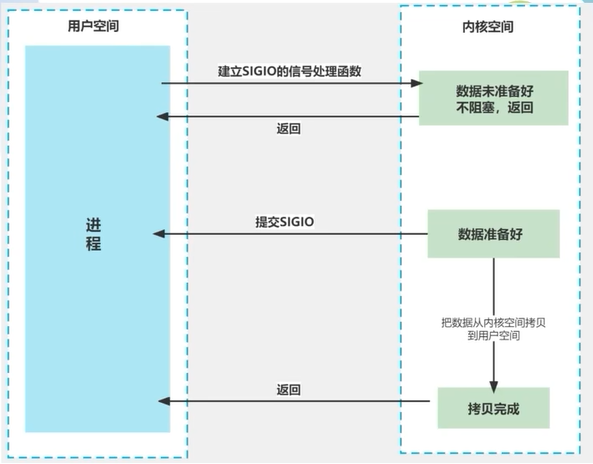 用户空间
内核空间
建立SIGIO的信号处理函数
数据未准备好
不阻塞，返回
返回
进
程
提交SIGIO
数据准备好
把数据从内核空间拷贝
到用户空间
返回
拷贝完成